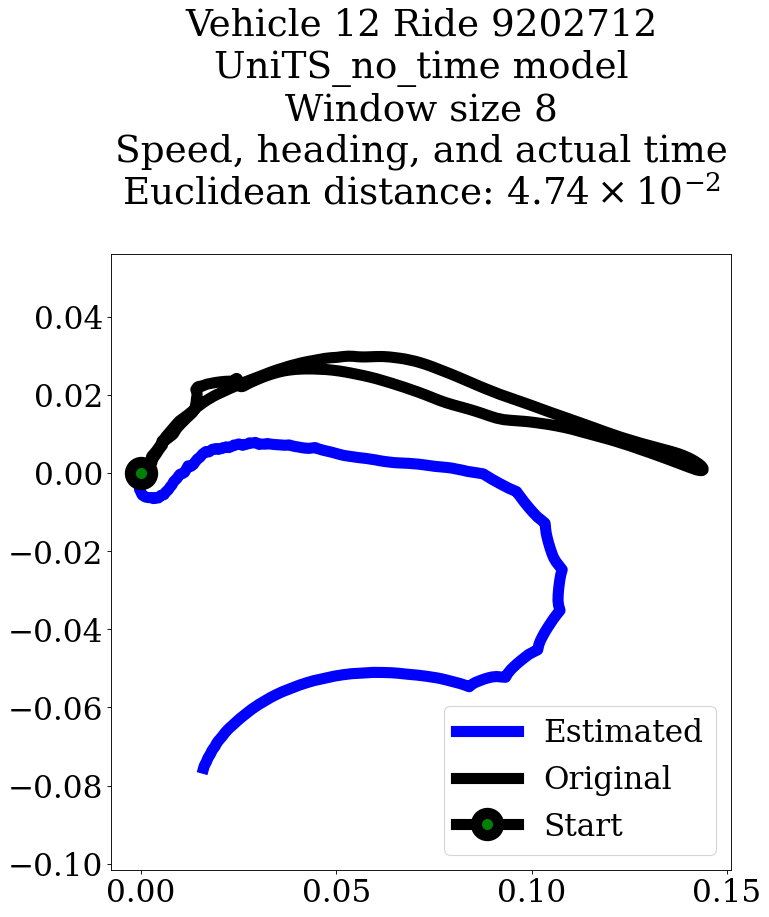 Vehicle 12 Ride 9202712
UniTS_no_time model
Window size 8
Speed, heading, and actual time
Euclidean distance: 4.74 × 10⁻²
0.04
0.02
0.00
−0.02
−0.04
−0.06
−0.08
−0.10
Estimated
Original
Start
0.00 0.05 0.10 0.15